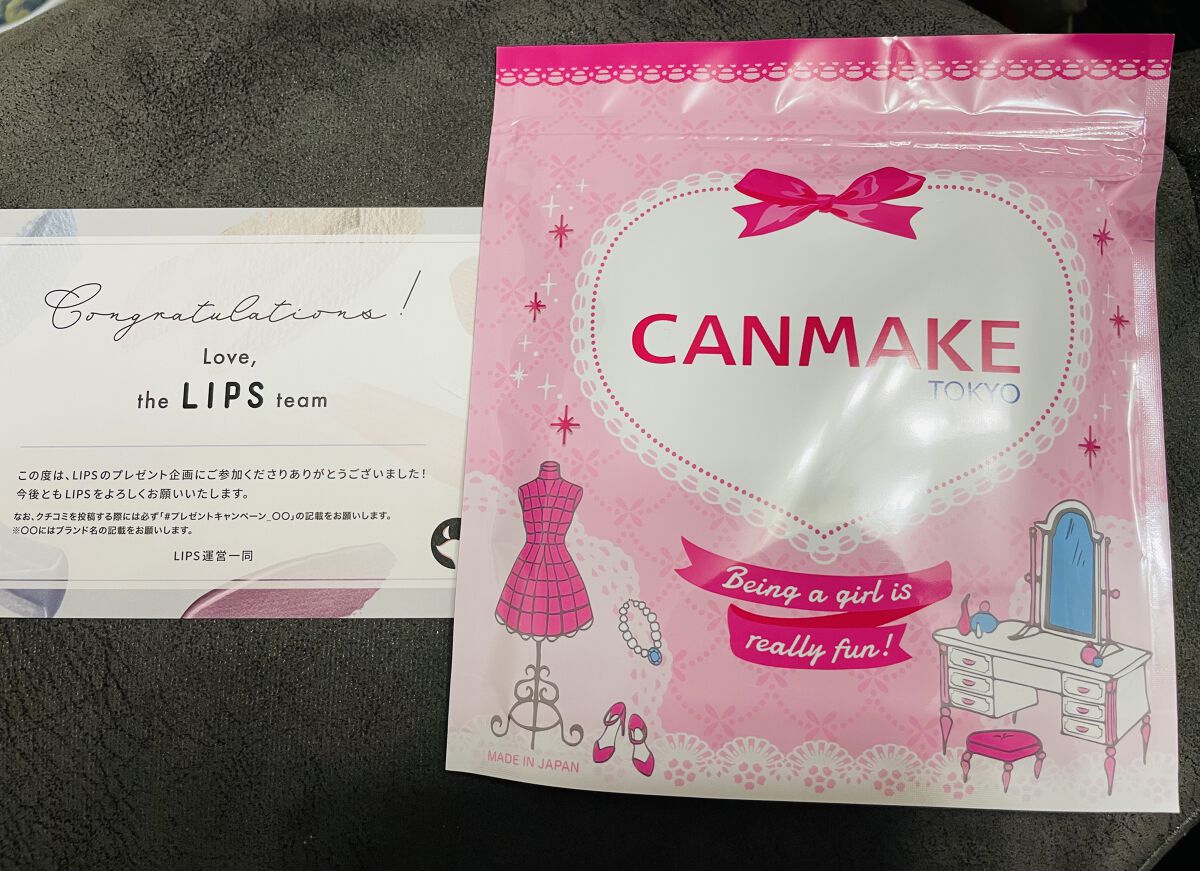 Congratulations!
Love,
the LIPS team
この度は、LIPSのプレゼント企画にご参加くださりありがとうございました！
今後ともLIPSをよろしくお願いいたします。
なお、クチコミを投稿する際には必ず「#プレゼントキャンペーン_〇〇」の記載をお願いします。
※〇〇にはブランド名の記載をお願いします。
LIPS運営一同
CANMAKE
TOKYO
Being a girl is
really fun!
MADE IN JAPAN